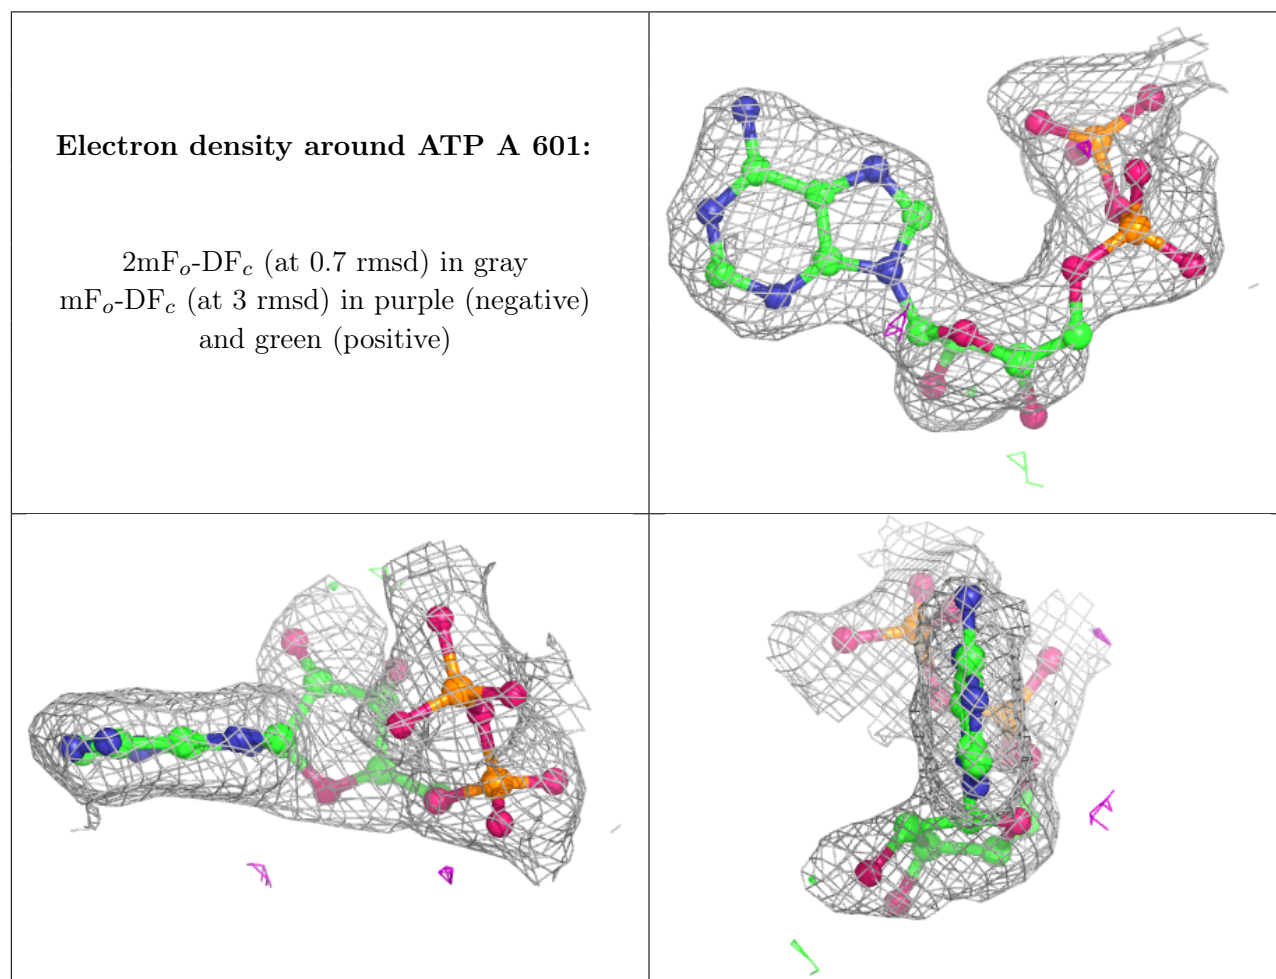 Electron density around ATP A 601:
2mFₒ-DF𝒸 (at 0.7 rmsd) in gray
mFₒ-DF𝒸 (at 3 rmsd) in purple (negative)
and green (positive)